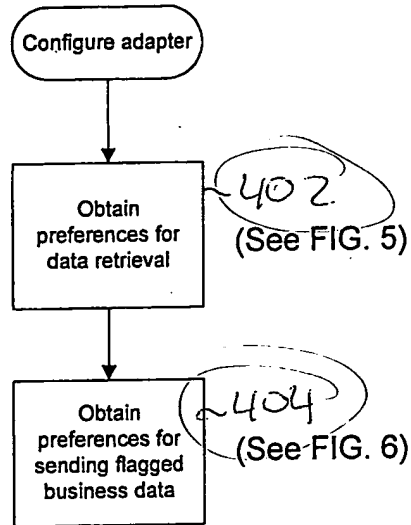 Configure adapter
Obtain
preferences for
data retrieval
~402
(See FIG. 5)
Obtain
preferences for
sending flagged
business data
~404
(See FIG. 6)